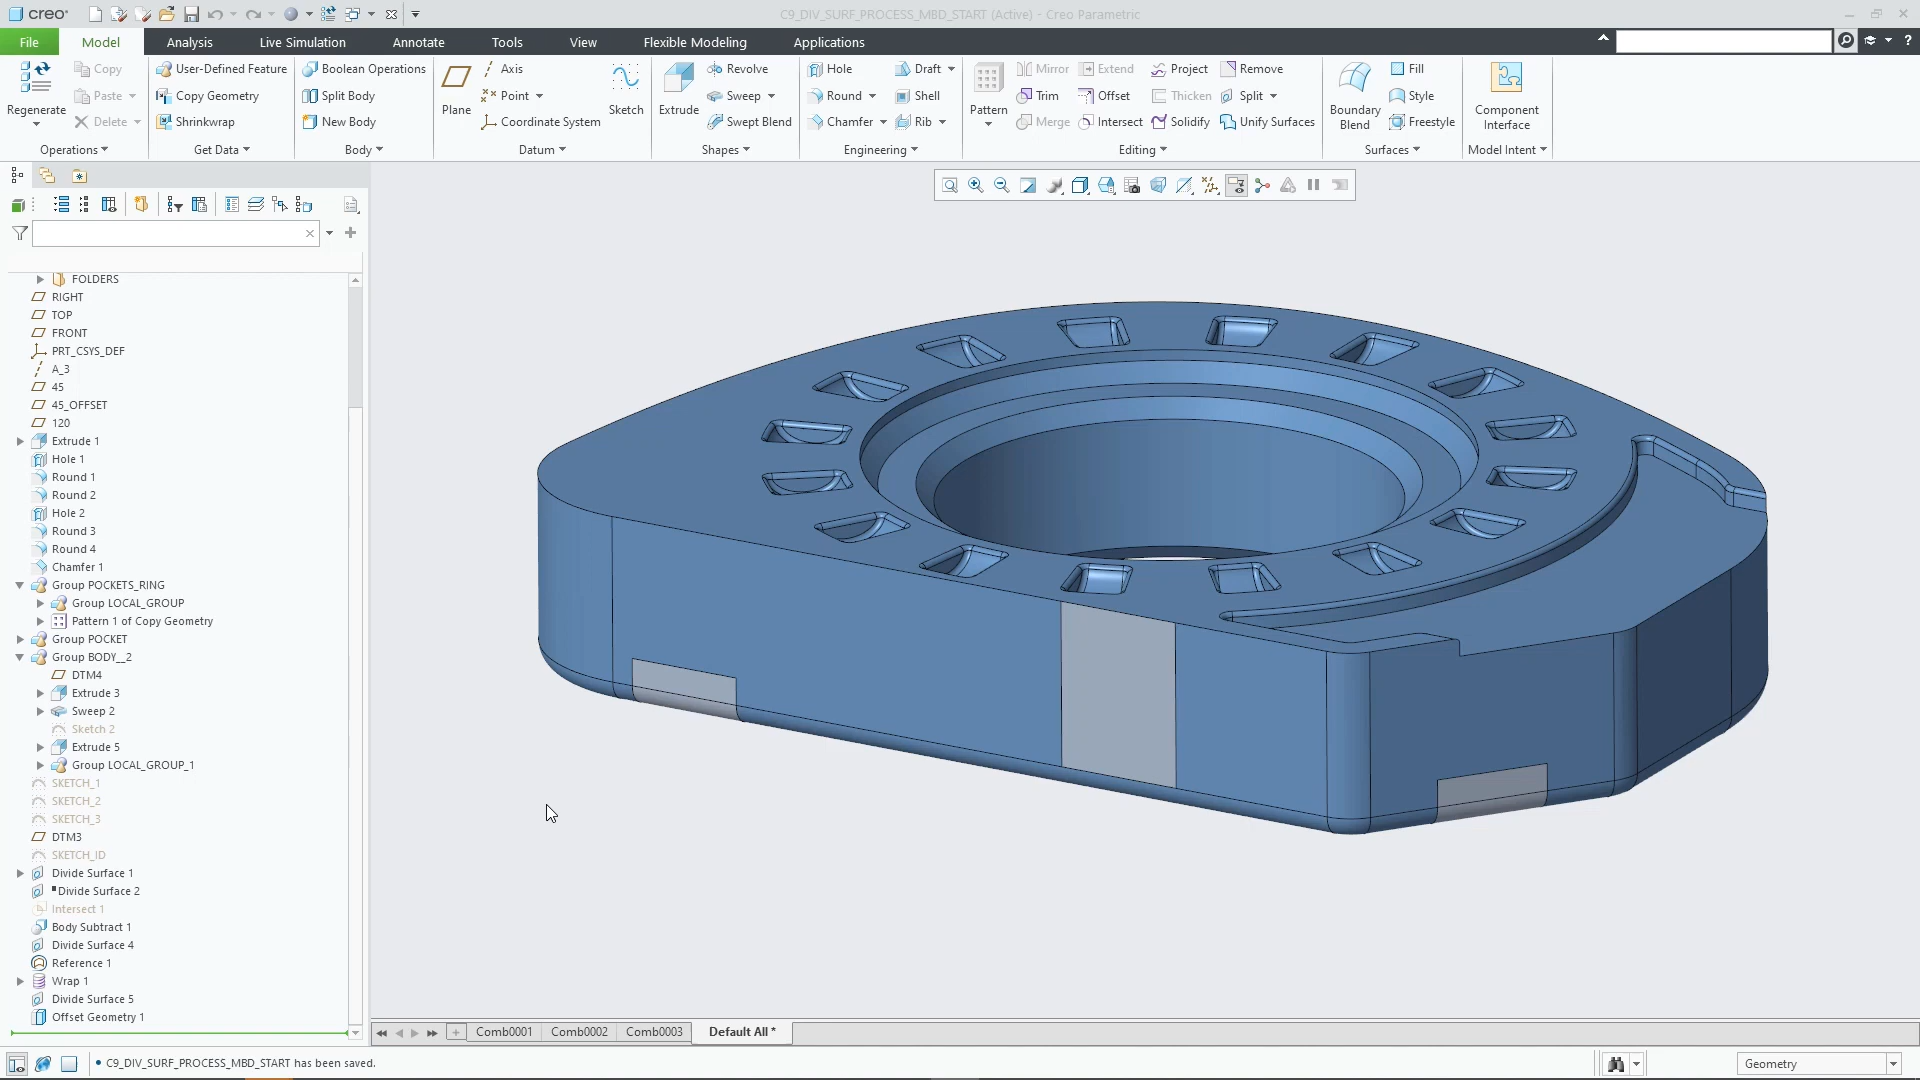 creo
C9_DIV_SURF_PROCESS_MBD_START (Active) - Creo Parametric
File Model Analysis Live Simulation Annotate Tools View Flexible Modeling Applications
Regenerate
Copy
Paste
Delete
Operations
User-Defined Feature
Copy Geometry
Shrinkwrap
Get Data
Boolean Operations
Split Body
New Body
Body
Plane
Axis
Point
Coordinate System
Sketch
Datum
Extrude
Revolve
Sweep
Swept Blend
Shapes
Hole
Round
Chamfer
Draft
Shell
Rib
Engineering
Pattern
Mirror
Trim
Merge
Extend
Offset
Intersect
Project
Thicken
Solidify
Remove
Split
Unify Surfaces
Editing
Boundary
Blend
Fill
Style
Freestyle
Surfaces
Component
Interface
Model Intent
FOLDERS
RIGHT
TOP
FRONT
PRT_CSYS_DEF
A_3
45
45_OFFSET
120
Extrude 1
Hole 1
Round 1
Round 2
Hole 2
Round 3
Round 4
Chamfer 1
Group POCKETS_RING
Group LOCAL_GROUP
Pattern 1 of Copy Geometry
Group POCKET
Group BODY__2
DTM4
Extrude 3
Sweep 2
Sketch 2
Extrude 5
Group LOCAL_GROUP_1
SKETCH_1
SKETCH_2
SKETCH_3
DTM3
SKETCH_ID
Divide Surface 1
Divide Surface 2
Intersect 1
Body Subtract 1
Divide Surface 4
Reference 1
Wrap 1
Divide Surface 5
Offset Geometry 1
Comb0001 Comb0002 Comb0003 Default All *
• C9_DIV_SURF_PROCESS_MBD_START has been saved.
Geometry